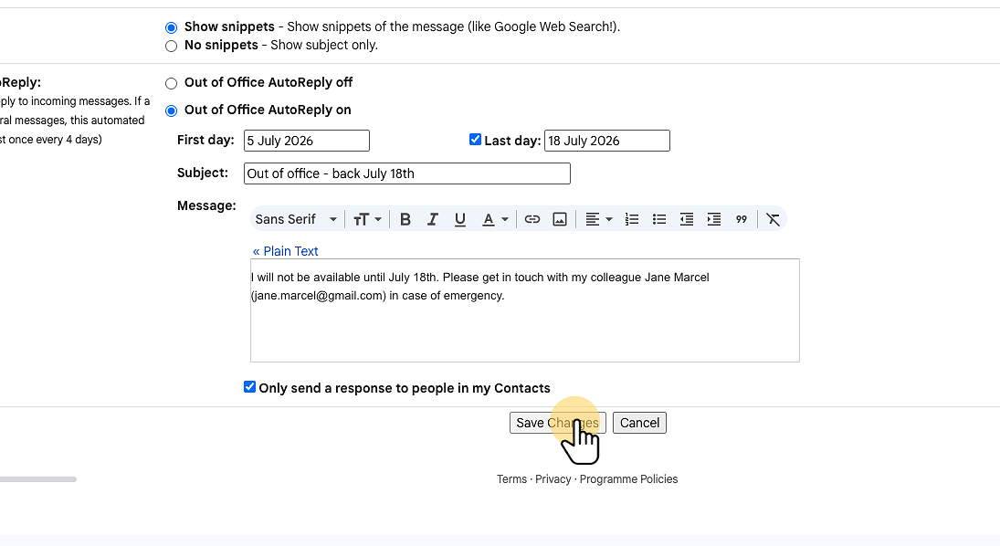 Show snippets - Show snippets of the message (like Google Web Search!).
No snippets - Show subject only.
Reply:
Out of Office AutoReply off
ply to incoming messages. If a
ral messages, this automated
st once every 4 days)
Out of Office AutoReply on
First day: 5 July 2026 Last day: 18 July 2026
Subject: Out of office - back July 18th
Message:
Sans Serif
« Plain Text
I will not be available until July 18th. Please get in touch with my colleague Jane Marcel
(jane.marcel@gmail.com) in case of emergency.
Only send a response to people in my Contacts
Save Changes Cancel
Terms · Privacy · Programme Policies